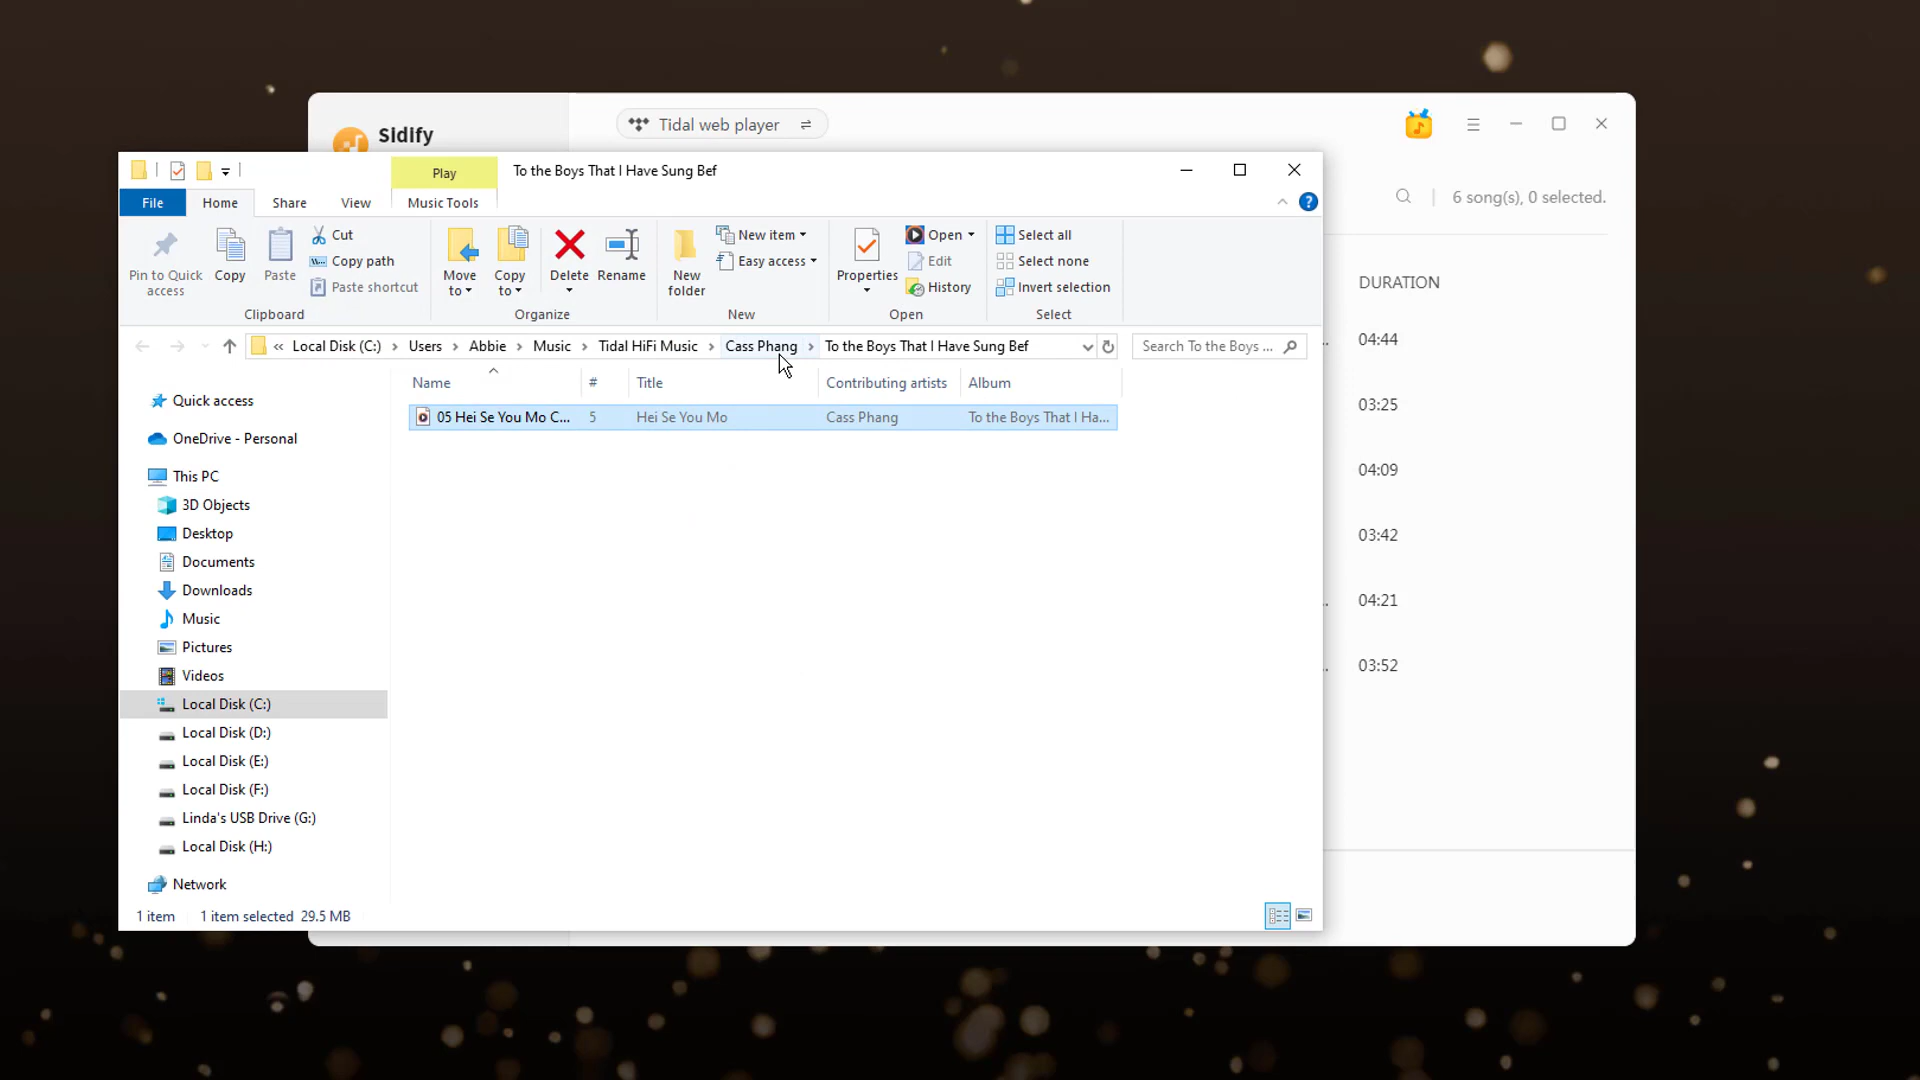 Sidify
Tidal web player
6 song(s), 0 selected.
DURATION
04:44
03:25
04:09
03:42
04:21
03:52
Play
To the Boys That I Have Sung Bef
File
Home
Share
View
Music Tools
Pin to Quick access
Copy
Paste
Cut
Copy path
Paste shortcut
Clipboard
Move to
Copy to
Delete
Rename
Organize
New folder
New item
Easy access
New
Properties
Open
Edit
History
Open
Select all
Select none
Invert selection
Select
« Local Disk (C:) > Users > Abbie > Music > Tidal HiFi Music > Cass Phang > To the Boys That I Have Sung Bef
Search To the Boys ...
Name # Title Contributing artists Album
05 Hei Se You Mo C... 5 Hei Se You Mo Cass Phang To the Boys That I Ha...
Quick access
OneDrive - Personal
This PC
3D Objects
Desktop
Documents
Downloads
Music
Pictures
Videos
Local Disk (C:)
Local Disk (D:)
Local Disk (E:)
Local Disk (F:)
Linda's USB Drive (G:)
Local Disk (H:)
Network
1 item 1 item selected 29.5 MB